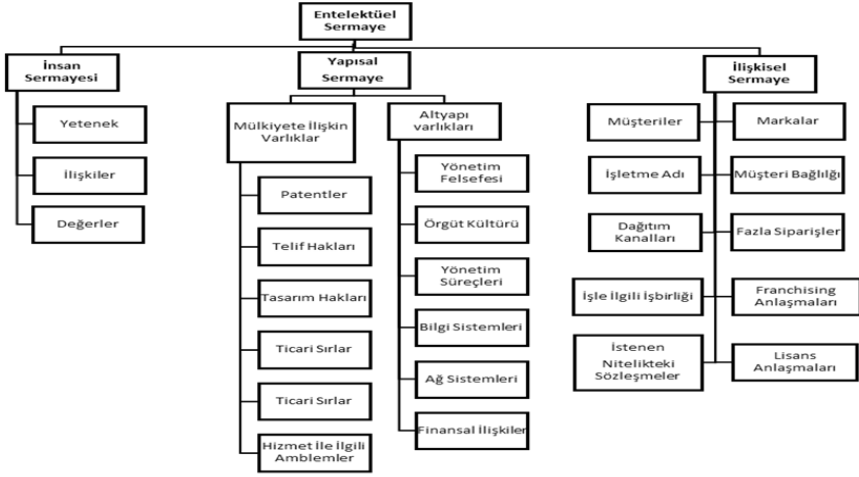 Entelektüel
Sermaye
İnsan
Sermayesi
Yetenek
İlişkiler
Değerler
Yapısal
Sermaye
Mülkiyete İlişkin
Varlıklar
Patentler
Telif Hakları
Tasarım Hakları
Ticari Sırlar
Ticari Sırlar
Hizmet İle İlgili
Amblemler
Altyapı
varlıkları
Yönetim
Felsefesi
Örgüt Kültürü
Yönetim
Süreçleri
Bilgi Sistemleri
Ağ Sistemleri
Finansal İlişkiler
İlişkisel
Sermaye
Müşteriler
Markalar
İşletme Adı
Müşteri Bağlılğı
Dağıtım
Kanalları
Fazla Siparişler
İşle İlgili İşbirliği
Franchising
Anlaşmaları
İstenen
Nitelikteki
Sözleşmeler
Lisans
Anlaşmaları